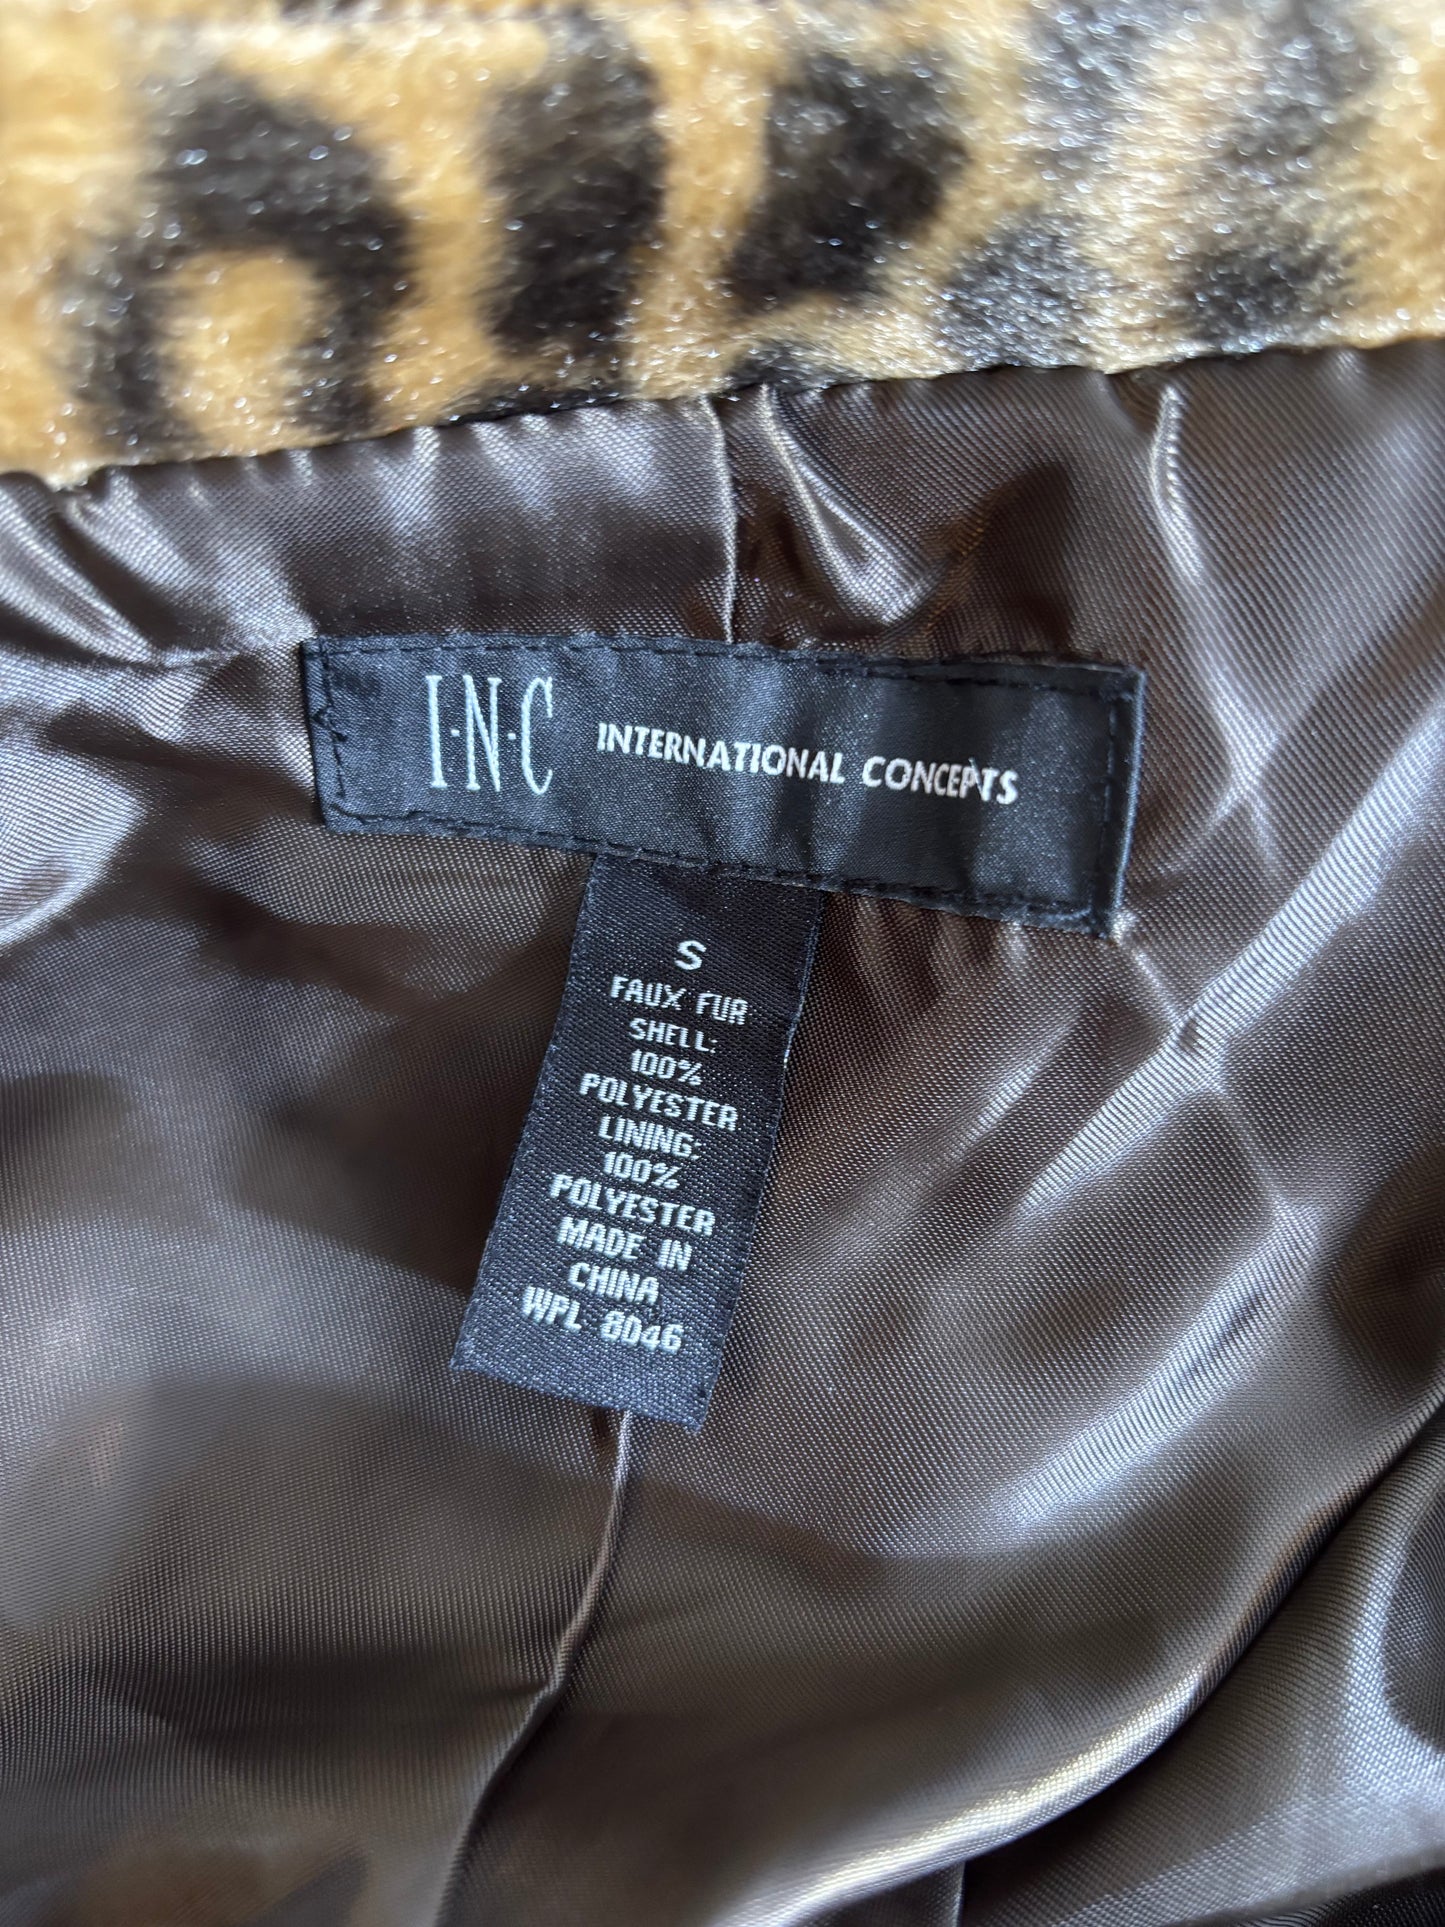 I·N·C INTERNATIONAL CONCEPTS
S
FAUX FUR
SHELL:
100%
POLYESTER
LINING:
100%
POLYESTER
MADE IN
CHINA
WPL 8046